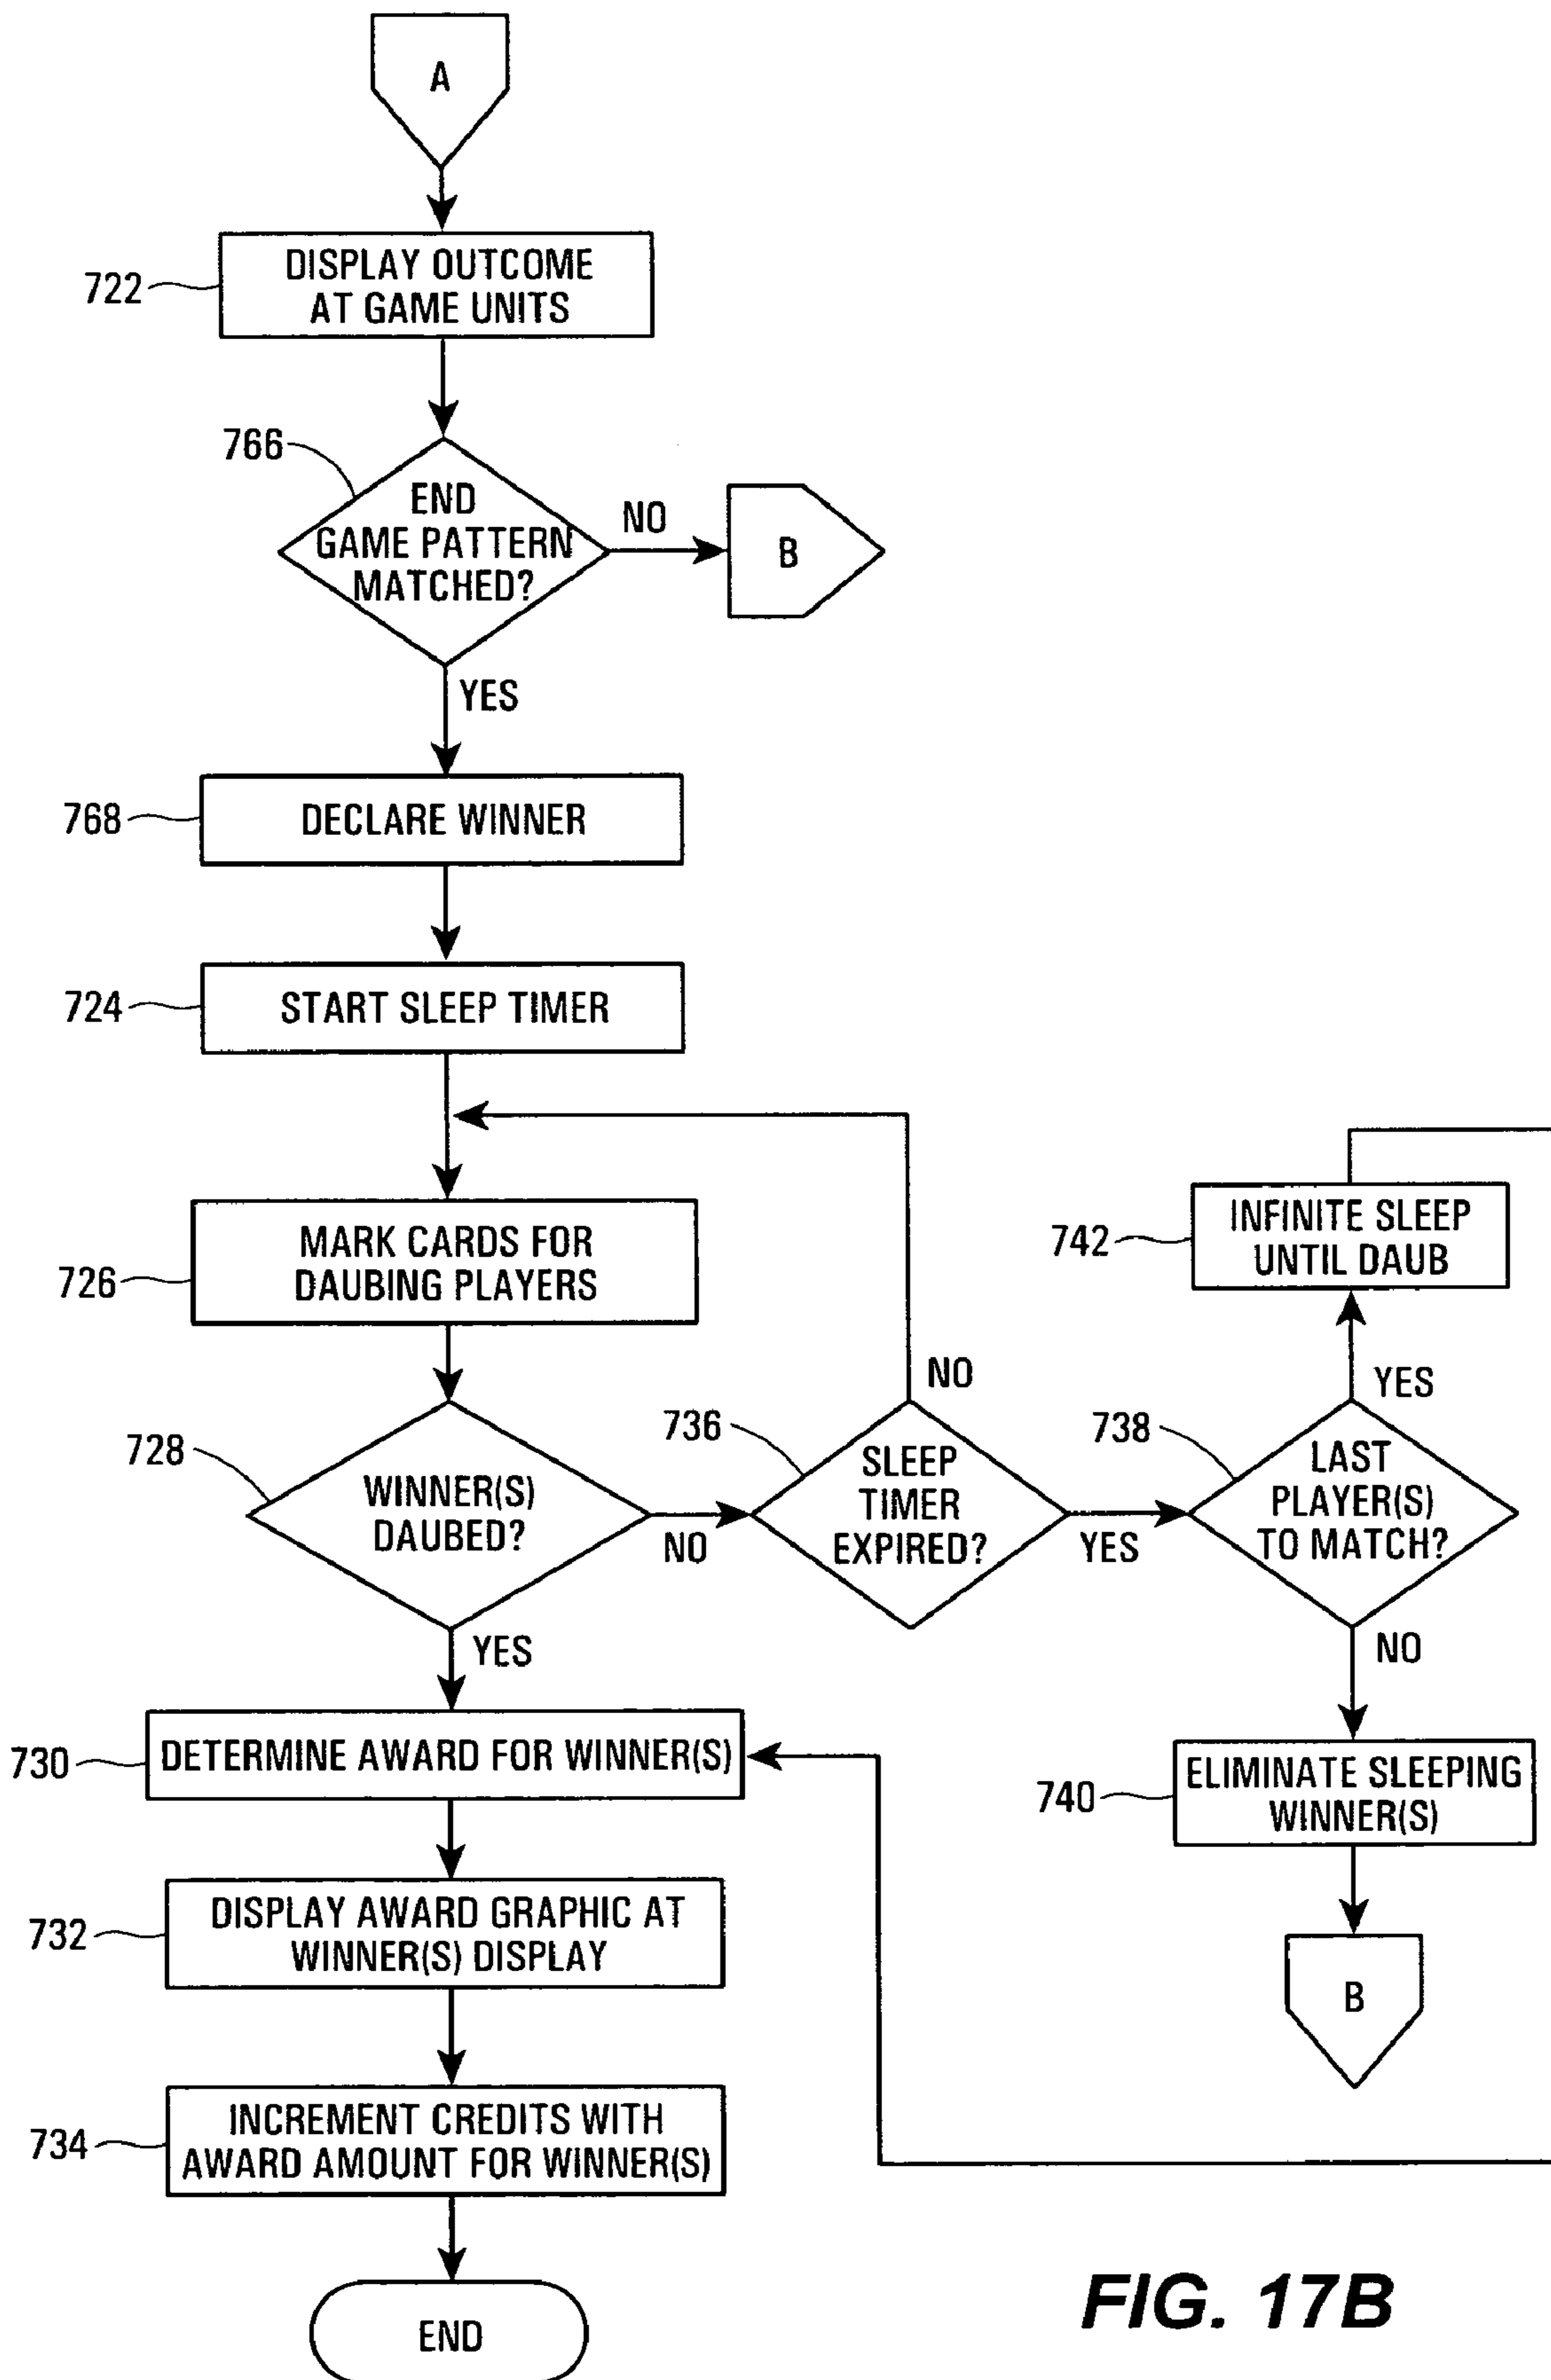 A
722
DISPLAY OUTCOME
AT GAME UNITS
766
END
GAME PATTERN
MATCHED?
NO
B
YES
768
DECLARE WINNER
724
START SLEEP TIMER
726
MARK CARDS FOR
DAUBING PLAYERS
742
INFINITE SLEEP
UNTIL DAUB
NO
YES
728
WINNER(S)
DAUBED?
NO
736
SLEEP
TIMER
EXPIRED?
YES
738
LAST
PLAYER(S)
TO MATCH?
YES
NO
730
DETERMINE AWARD FOR WINNER(S)
740
ELIMINATE SLEEPING
WINNER(S)
732
DISPLAY AWARD GRAPHIC AT
WINNER(S) DISPLAY
B
734
INCREMENT CREDITS WITH
AWARD AMOUNT FOR WINNER(S)
END
FIG. 17B